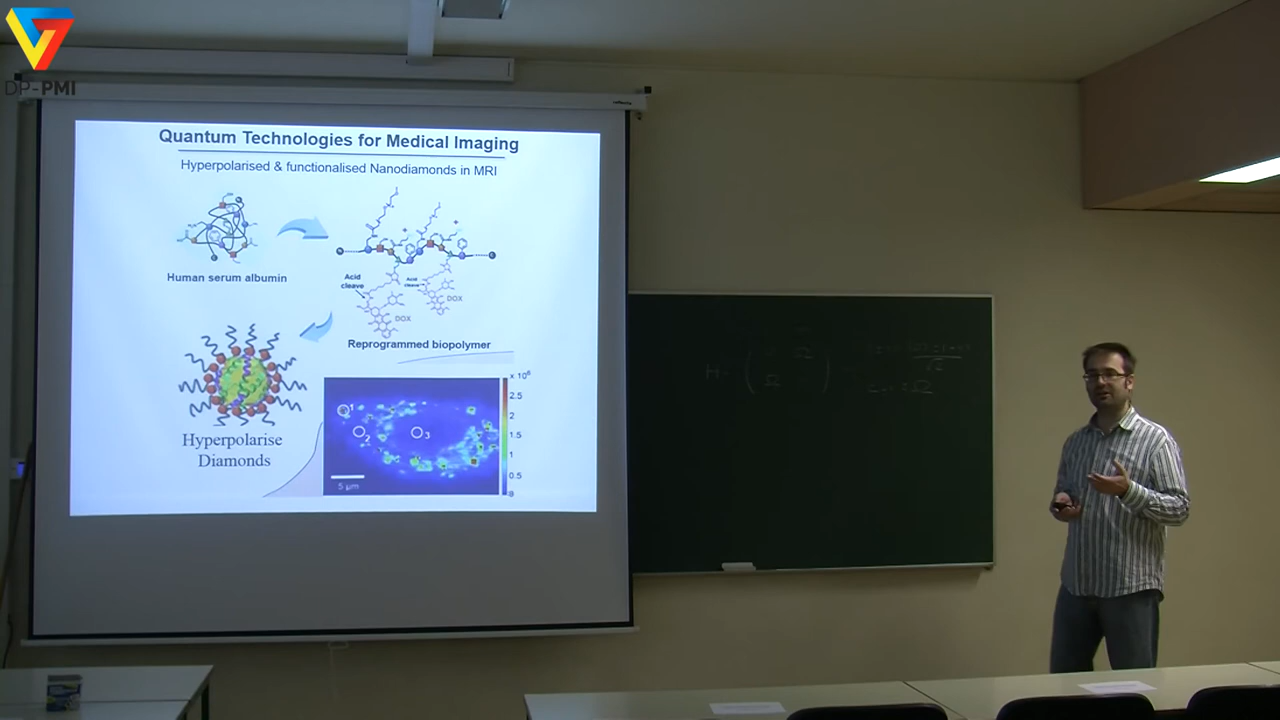 DP-PMI
Quantum Technologies for Medical Imaging
Hyperpolarised & functionalised Nanodiamonds in MRI
Human serum albumin
Acid
cleave
Acid
cleave
DOX
DOX
Reprogrammed biopolymer
Hyperpolarise
Diamonds
x 10⁶
2.5
2
1.5
1
0.5
0
1
2
3
5 µm